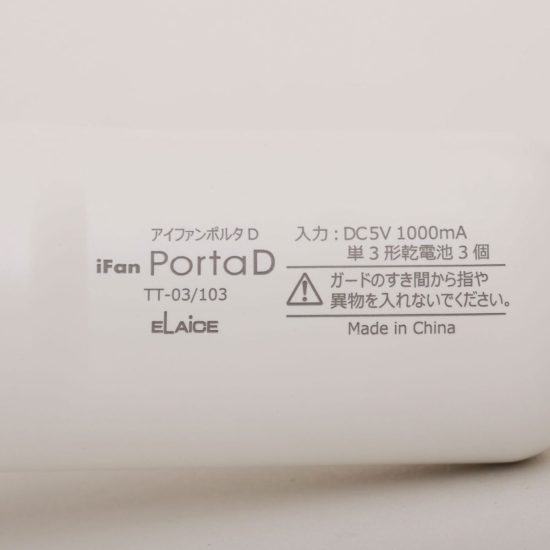 アイファンポルタ D
iFan PortaD
TT-03/103
ELAiCE
入力 : DC5V 1000mA
単3形乾電池3個
ガードのすき間から指や
異物を入れないでください。
Made in China